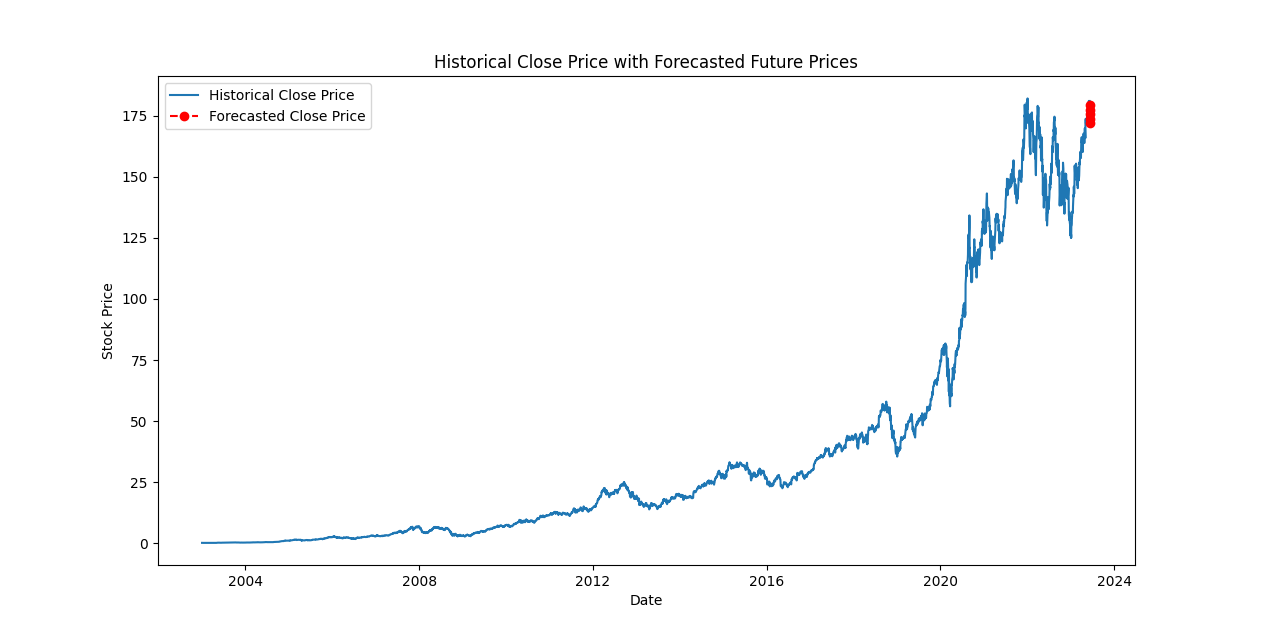 Historical Close Price with Forecasted Future Prices
Historical Close Price
Forecasted Close Price
175
150
125
100
75
50
25
0
Stock Price
2004 2008 2012 2016 2020 2024
Date